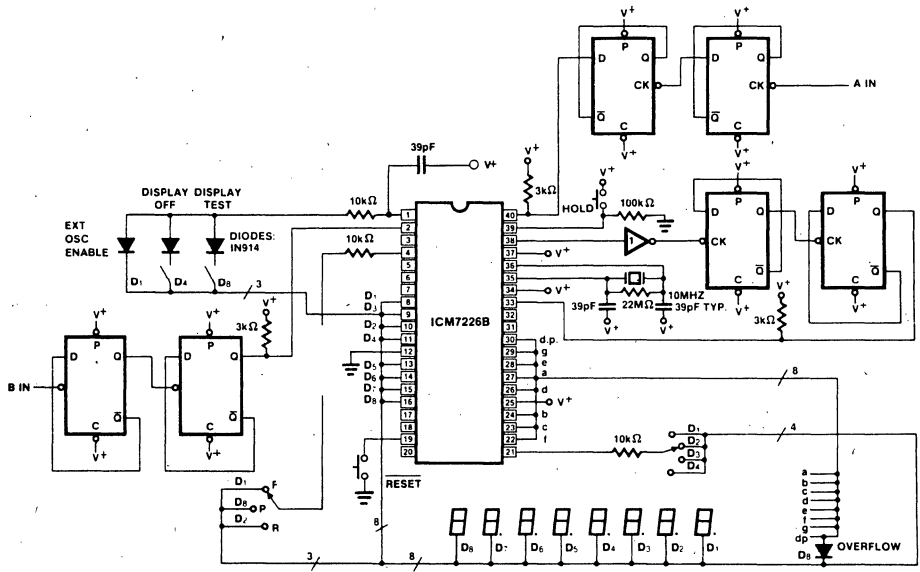 V+ V+
P P
D Q D Q
CK CK A IN
Q Q
C C
V+ V+
39pF V+
V+
3kΩ
DISPLAY OFF DISPLAY TEST
EXT OSC ENABLE
DIODES: IN914
D1 D4 D8 3
10kΩ
10kΩ
HOLD V+ 100kΩ
1 40
2 39
3 38
4 37
5 36
6 35
7 34
8 33
9 32
10 31
11 30
12 29
13 28
14 27
15 26
16 25
17 24
18 23
19 22
20 21
ICM7226B
D1
D3
D2
D4
D5
D6
D7
D8
V+
V+
1
10MHZ
22MΩ
39pF 39pF TYP.
V+ V+
V+ V+
P P
D Q D Q
CK CK
Q Q
C C
V+ V+
V+
3kΩ
d.p.
g
e
a
d
V+
b
c
f
8
V+
3kΩ
V+ V+
P P
D Q D
B IN
Q Q
C C
V+ V+
RESET
10kΩ
D1
D2
D3
D4
4
D1 F
D8 P
D2 R
3 8 8
D8 D7 D6 D5 D4 D3 D2 D1
a
b
c
d
e
f
g
dp
D8 OVERFLOW